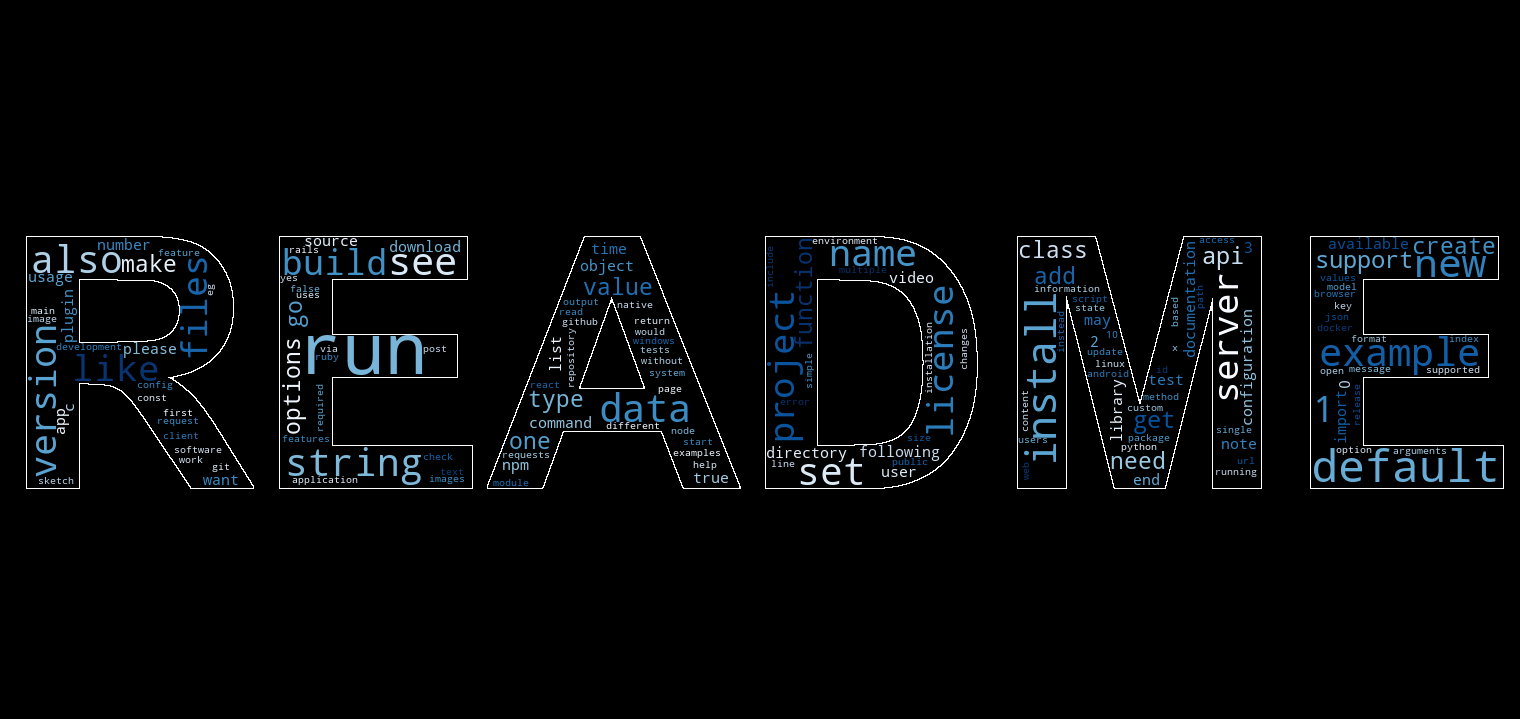 also
number
feature
make
usage
files
eg
plugin
main
image
version
development
please
like
config
const
app
c
first
request
client
software
work
git
want
sketch
source
rails
download
build
see
yes
false
uses
go
options
run
via
ruby
post
required
features
string
check
text
images
application
time
object
value
output
native
read
github
return
would
windows
tests
without
system
list
repository
react
page
type
data
command
different
node
one
start
requests
examples
npm
help
true
module
environment
include
function
name
multiple
video
project
license
simple
installation
changes
error
size
directory
following
line
public
set
user
class
access
3
api
add
documentation
path
information
script
state
install
instead
may
based
server
2
10
update
x
linux
android
id
test
configuration
library
method
content
custom
get
single
users
package
note
python
need
web
url
end
running
available
create
support
new
values
model
browser
key
json
docker
format
index
example
open
message
supported
0
1
import
release
option
arguments
default